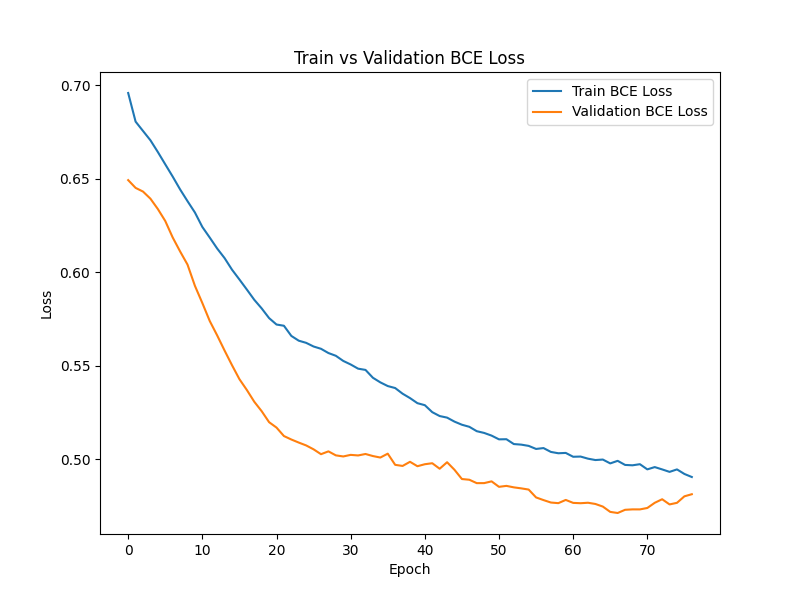 Train vs Validation BCE Loss
Train BCE Loss
Validation BCE Loss
0.70
0.65
0.60
0.55
0.50
Loss
0 10 20 30 40 50 60 70
Epoch